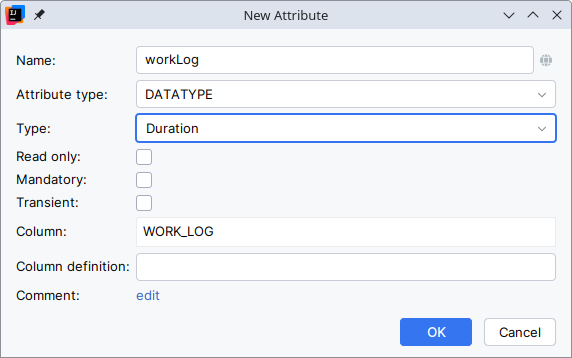 New Attribute
Name: workLog
Attribute type: DATATYPE
Type: Duration
Read only:
Mandatory:
Transient:
Column: WORK_LOG
Column definition:
Comment: edit
OK Cancel